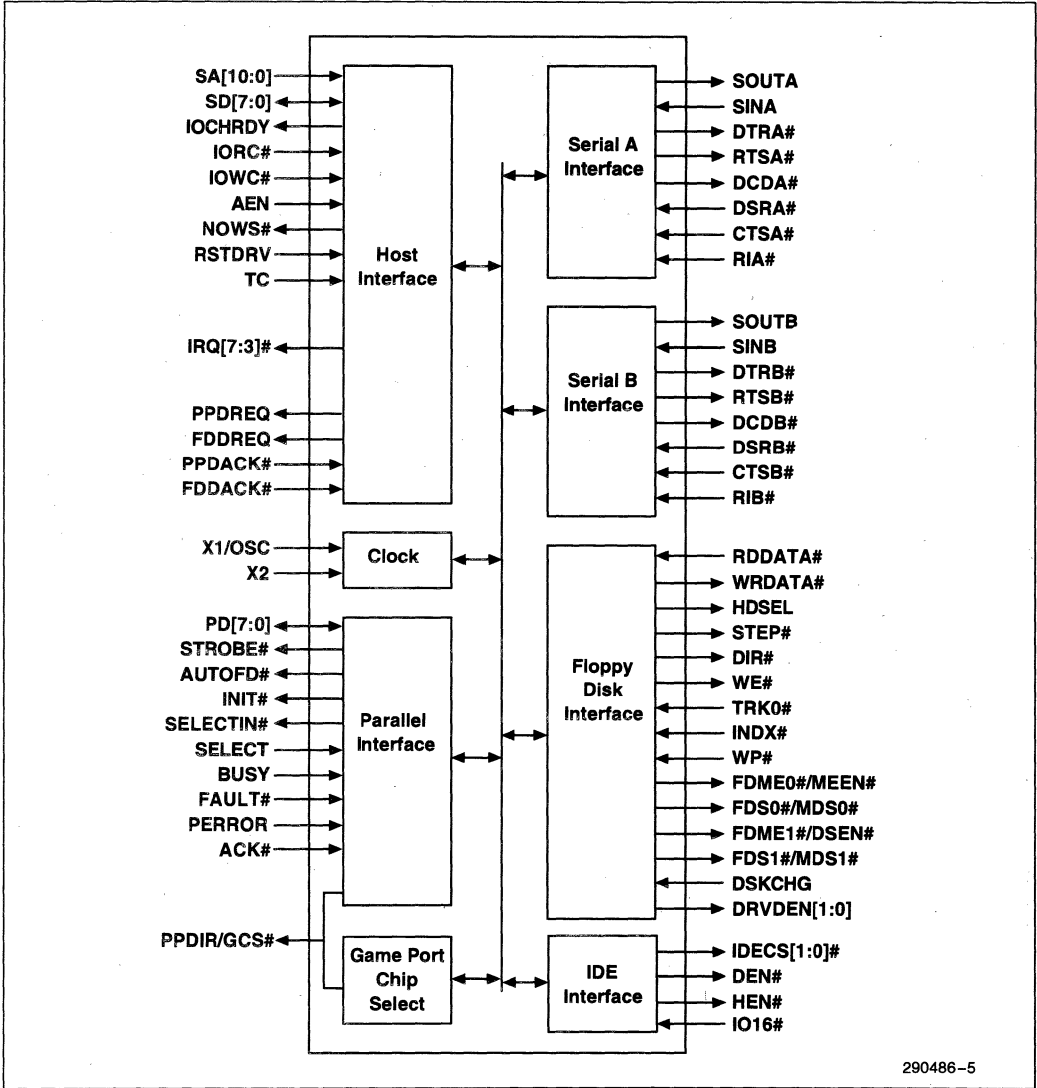 SA[10:0]
SD[7:0]
IOCHRDY
IORC#
IOWC#
AEN
NOWS#
RSTDRV
TC
IRQ[7:3]#
PPDREQ
FDDREQ
PPDACK#
FDDACK#
Host
Interface
X1/OSC
X2
Clock
PD[7:0]
STROBE#
AUTOFD#
INIT#
SELECTIN#
SELECT
BUSY
FAULT#
PERROR
ACK#
Parallel
Interface
PPDIR/GCS#
Game Port
Chip
Select
Serial A
Interface
SOUTA
SINA
DTRA#
RTSA#
DCDA#
DSRA#
CTSA#
RIA#
Serial B
Interface
SOUTB
SINB
DTRB#
RTSB#
DCDB#
DSRB#
CTSB#
RIB#
Floppy
Disk
Interface
RDDATA#
WRDATA#
HDSEL
STEP#
DIR#
WE#
TRK0#
INDX#
WP#
FDME0#/MEEN#
FDS0#/MDS0#
FDME1#/DSEN#
FDS1#/MDS1#
DSKCHG
DRVDEN[1:0]
IDE
Interface
IDECS[1:0]#
DEN#
HEN#
IO16#
290486-5